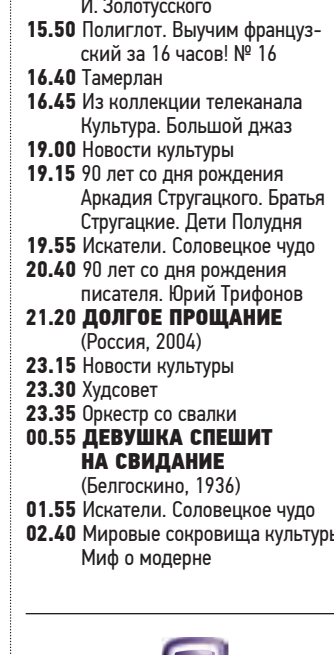 И. Золотусского
15.50 Полиглот. Выучим француз-
ский за 16 часов! № 16
16.40 Тамерлан
16.45 Из коллекции телеканала
Культура. Большой джаз
19.00 Новости культуры
19.15 90 лет со дня рождения
Аркадия Стругацкого. Братья
Стругацкие. Дети Полудня
19.55 Искатели. Соловецкое чудо
20.40 90 лет со дня рождения
писателя. Юрий Трифонов
21.20 ДОЛГОЕ ПРОЩАНИЕ
(Россия, 2004)
23.15 Новости культуры
23.30 Худсовет
23.35 Оркестр со свалки
00.55 ДЕВУШКА СПЕШИТ
НА СВИДАНИЕ
(Белгоскино, 1936)
01.55 Искатели. Соловецкое чудо
02.40 Мировые сокровища культуры
Миф о модерне